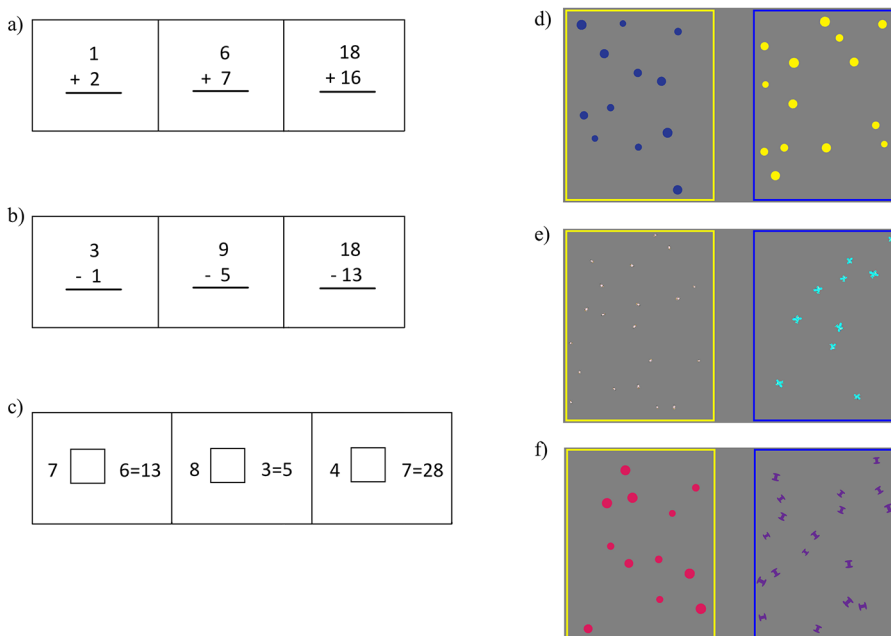 a)
1 6 18
+ 2 + 7 + 16
b)
3 9 18
- 1 - 5 - 13
c)
7 6=13 8 3=5 4 7=28
d)
e)
f)